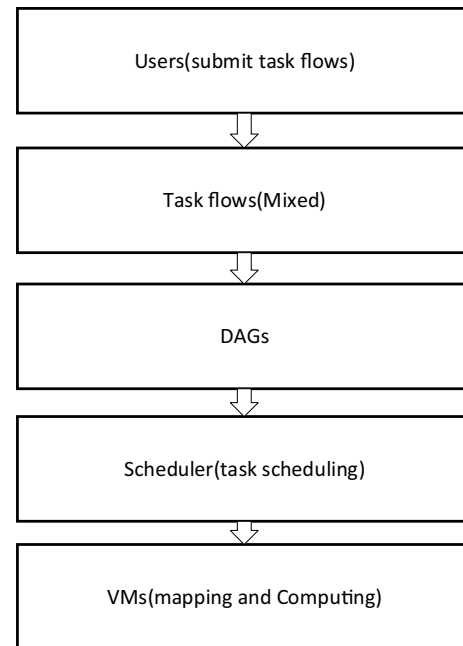 Users(submit task flows)
Task flows(Mixed)
DAGs
Scheduler(task scheduling)
VMs(mapping and Computing)